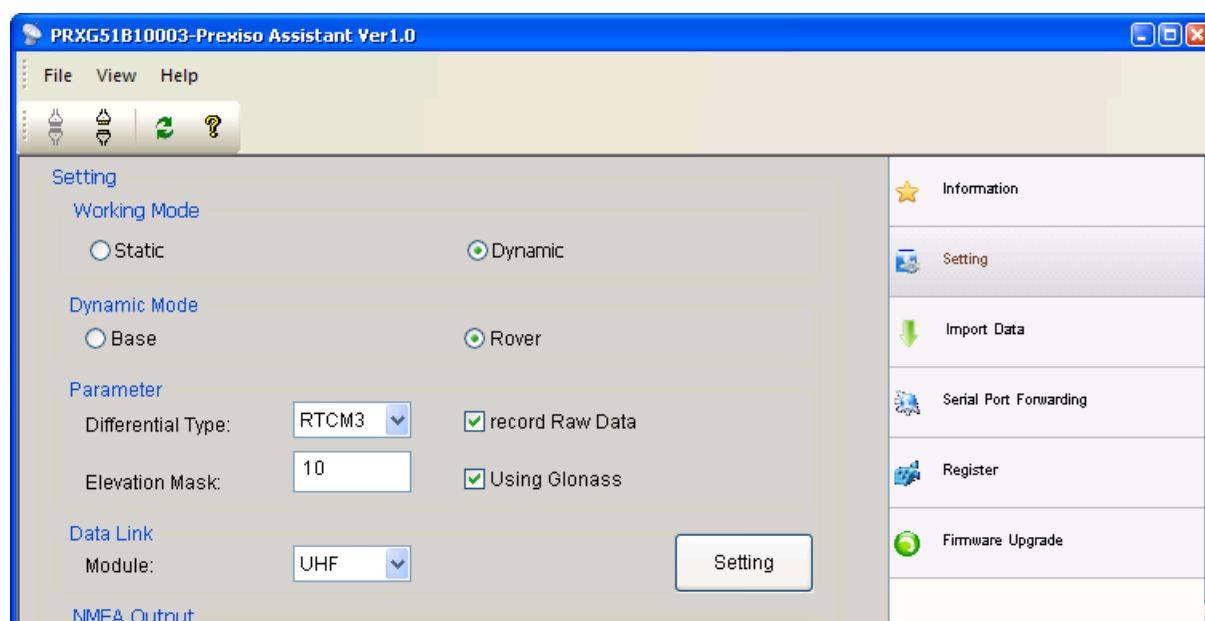 PRXG51B10003-Prexiso Assistant Ver1.0
File View Help
Setting
Working Mode
Static Dynamic
Dynamic Mode
Base Rover
Parameter
Differential Type: RTCM3 record Raw Data
Elevation Mask: 10 Using Glonass
Data Link
Module: UHF Setting
NMEA Output
Information
Setting
Import Data
Serial Port Forwarding
Register
Firmware Upgrade